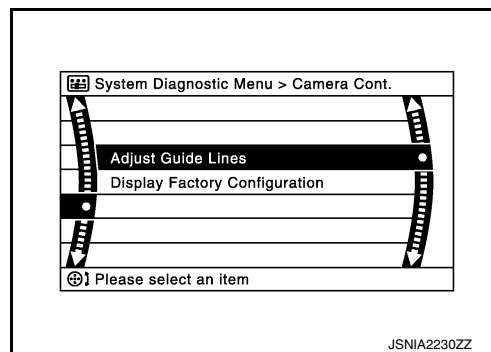 System Diagnostic Menu > Camera Cont.
Adjust Guide Lines
Display Factory Configuration
Please select an item
JSNIA2230ZZ